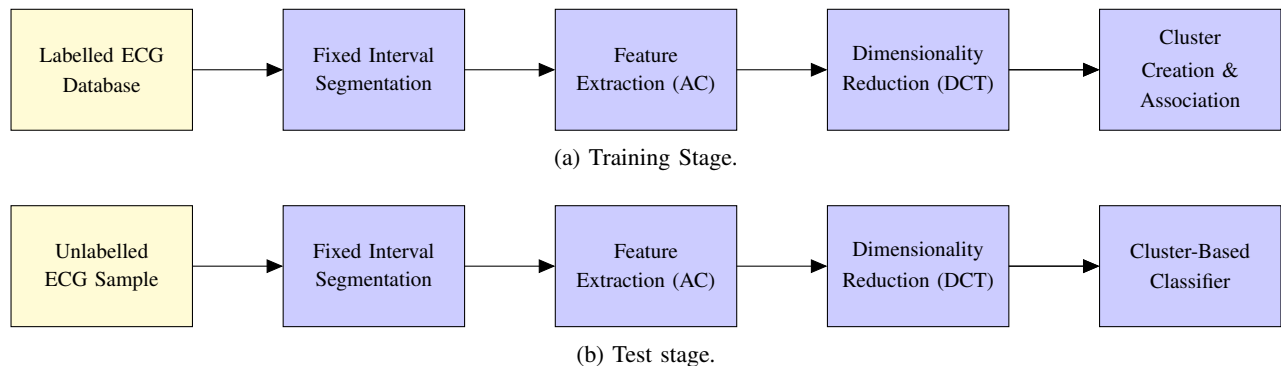 Labelled ECG
Database
Fixed Interval
Segmentation
Feature
Extraction (AC)
Dimensionality
Reduction (DCT)
Cluster
Creation &
Association
(a) Training Stage.
Unlabelled
ECG Sample
Fixed Interval
Segmentation
Feature
Extraction (AC)
Dimensionality
Reduction (DCT)
Cluster-Based
Classifier
(b) Test stage.